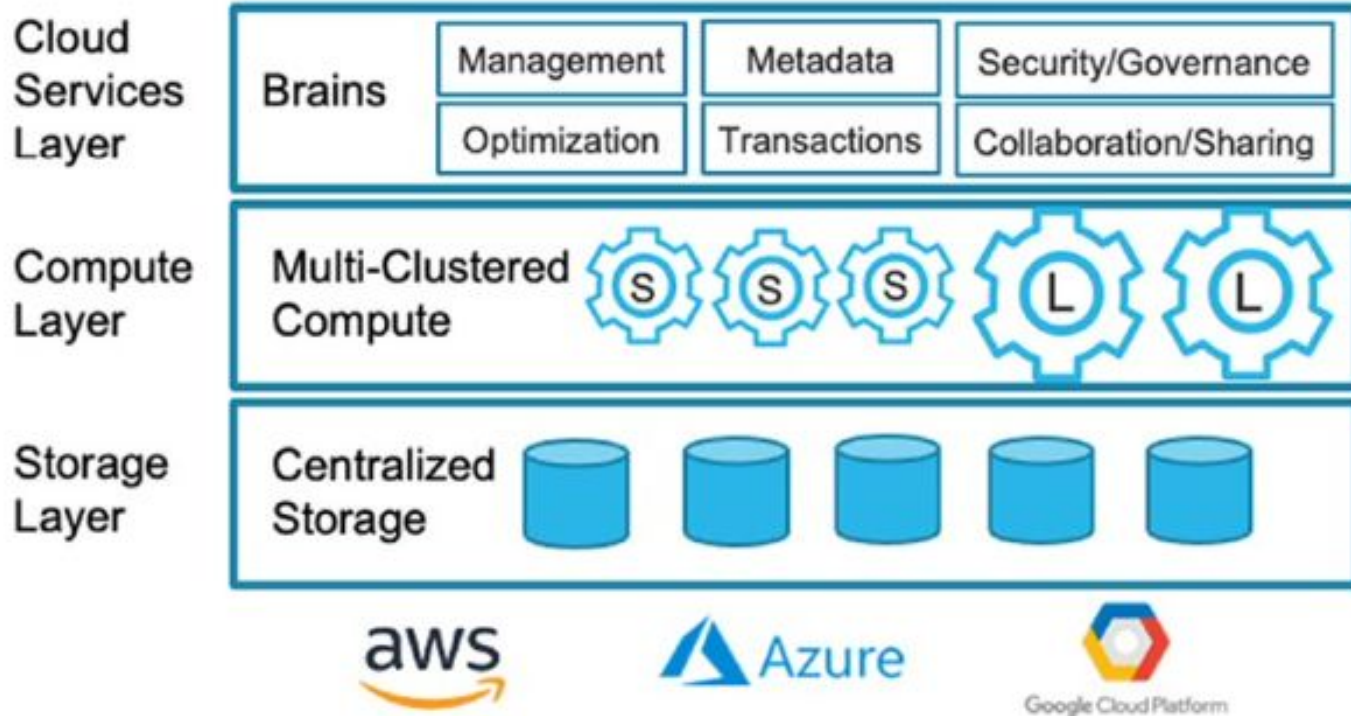 Cloud
Services
Layer
Brains
Management
Metadata
Security/Governance
Optimization
Transactions
Collaboration/Sharing
Compute
Layer
Multi-Clustered
Compute
S
S
S
L
L
Storage
Layer
Centralized
Storage
aws
Azure
Google Cloud Platform